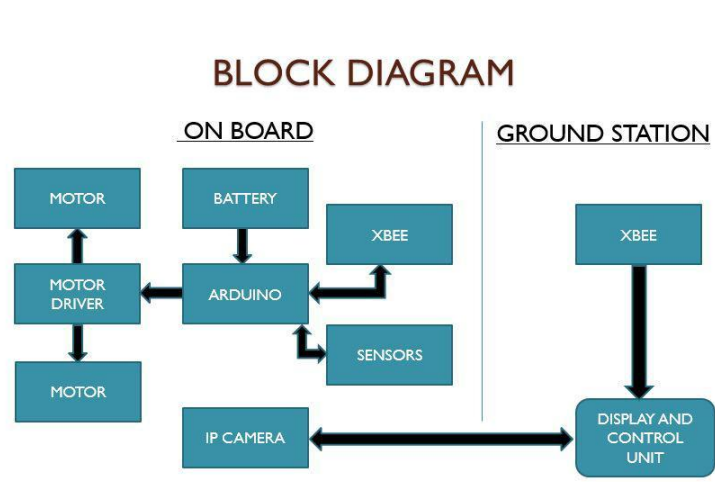 BLOCK DIAGRAM
ON BOARD
GROUND STATION
MOTOR
BATTERY
XBEE
XBEE
MOTOR
DRIVER
ARDUINO
SENSORS
MOTOR
IP CAMERA
DISPLAY AND
CONTROL
UNIT